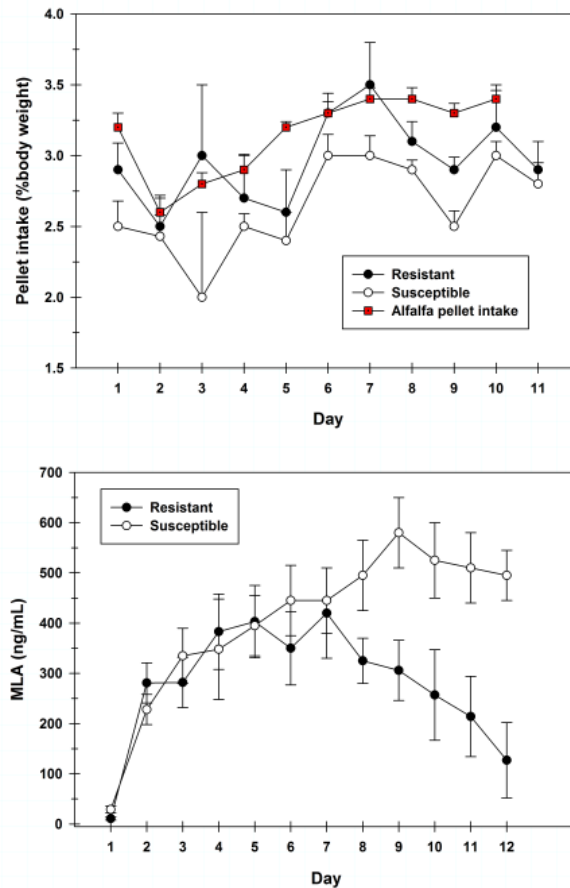 4.0
3.5
3.0
2.5
2.0
1.5
Pellet intake (%body weight)
Resistant
Susceptible
Alfalfa pellet intake
1 2 3 4 5 6 7 8 9 10 11
Day
700
600
500
400
300
200
100
0
MLA (ng/mL)
Resistant
Susceptible
1 2 3 4 5 6 7 8 9 10 11 12
Day